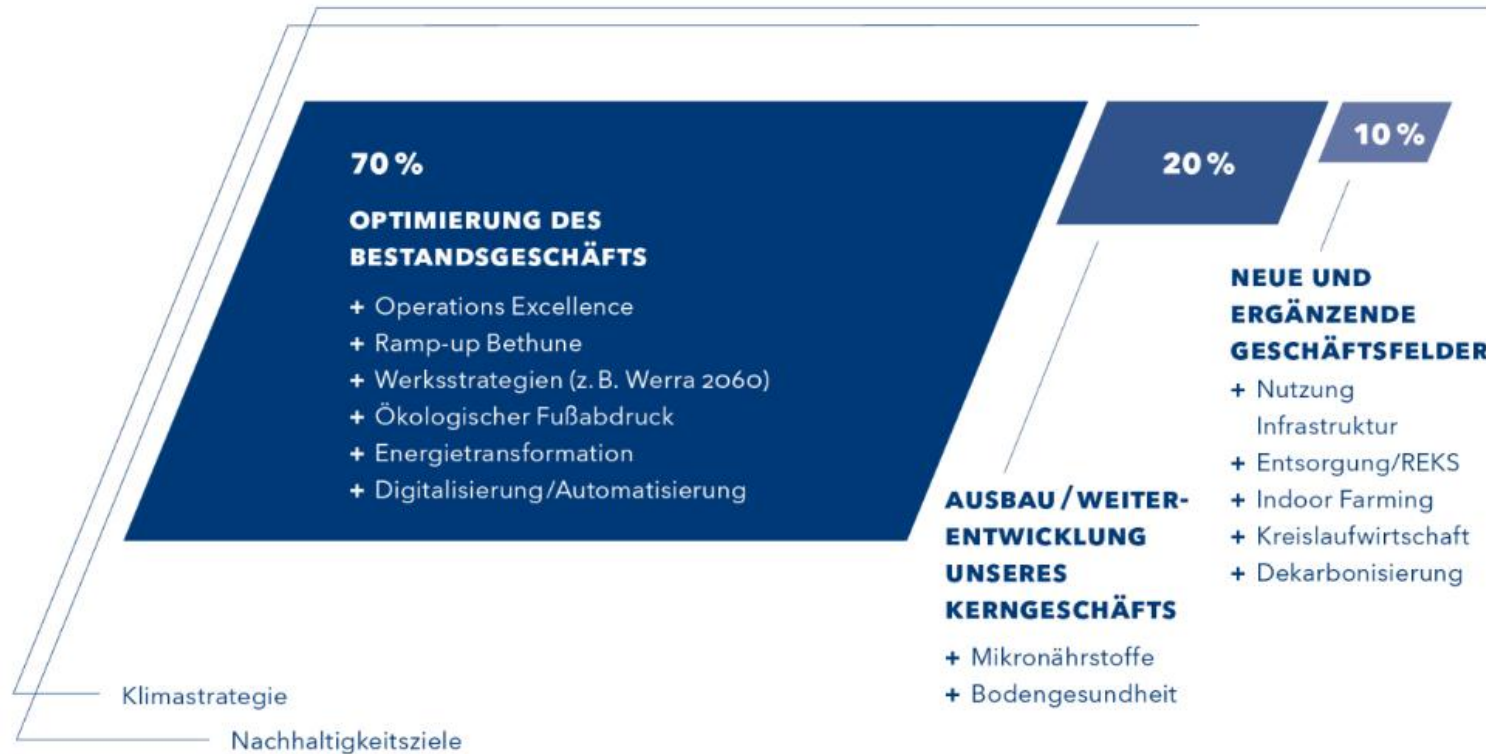 70 %
OPTIMIERUNG DES
BESTANDSGESCHÄFTS
+ Operations Excellence
+ Ramp-up Bethune
+ Werksstrategien (z. B. Werra 2060)
+ Ökologischer Fußabdruck
+ Energietransformation
+ Digitalisierung/Automatisierung
20 %
AUSBAU / WEITER-
ENTWICKLUNG
UNSERES
KERNGESCHÄFTS
+ Mikronährstoffe
+ Bodengesundheit
10 %
NEUE UND
ERGÄNZENDE
GESCHÄFTSFELDER
+ Nutzung
Infrastruktur
+ Entsorgung/REKS
+ Indoor Farming
+ Kreislaufwirtschaft
+ Dekarbonisierung
Klimastrategie
Nachhaltigkeitsziele